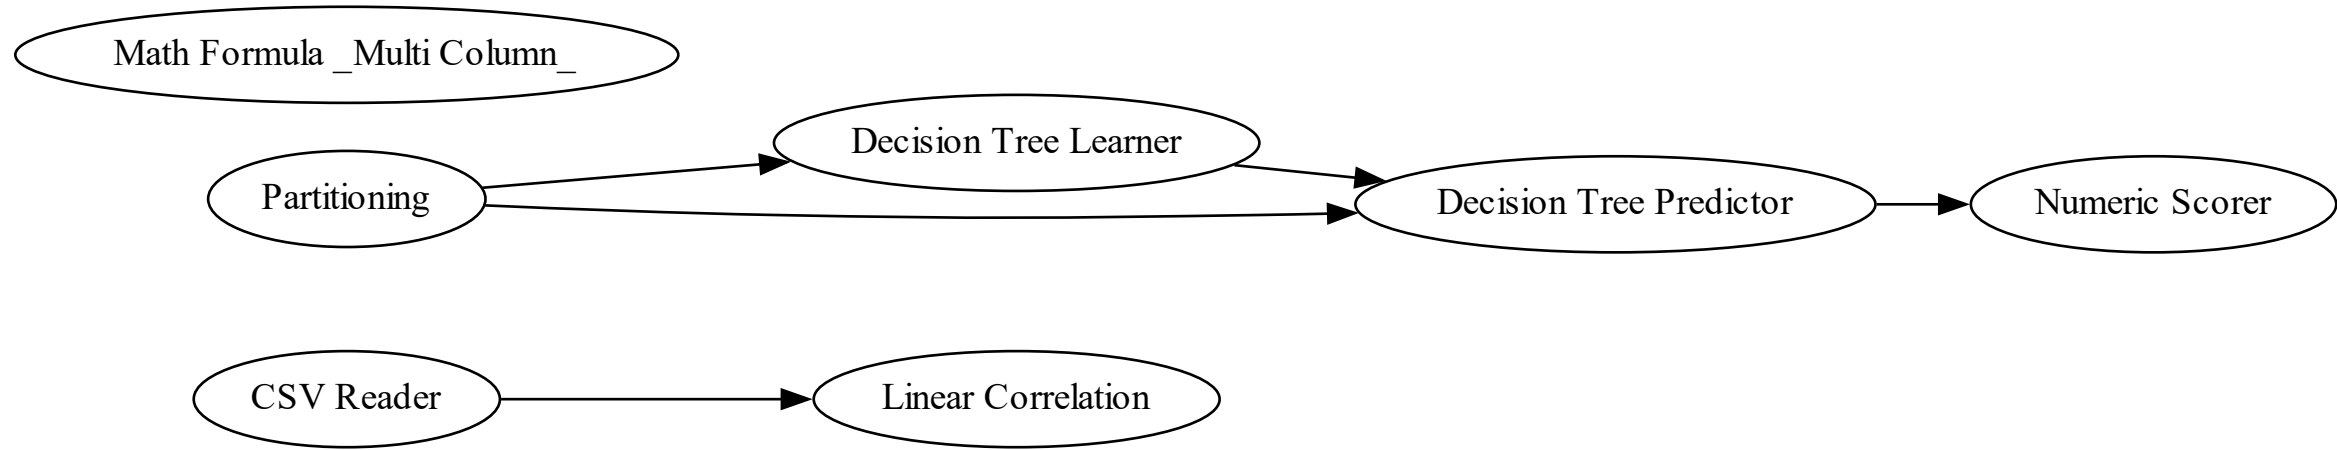 Math Formula _Multi Column_
Decision Tree Learner
Partitioning
Decision Tree Predictor
Numeric Scorer
CSV Reader
Linear Correlation